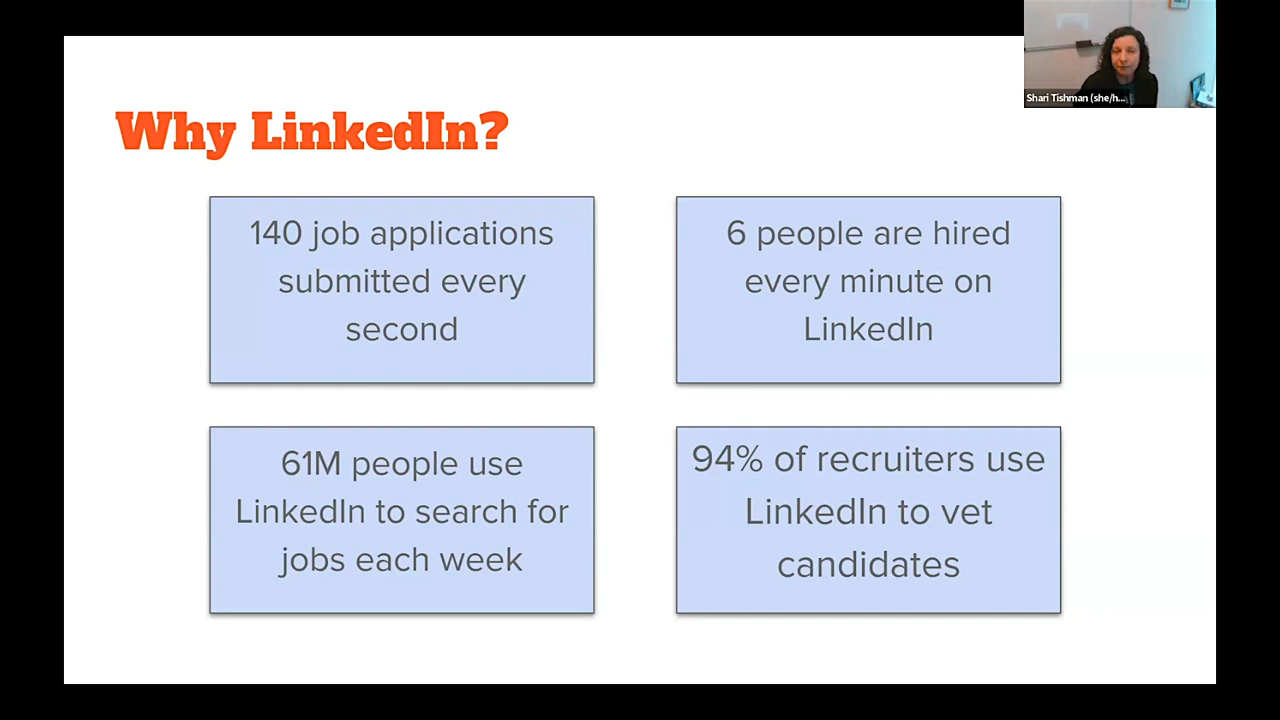 Why LinkedIn?
140 job applications
submitted every
second
6 people are hired
every minute on
LinkedIn
61M people use
LinkedIn to search for
jobs each week
94% of recruiters use
LinkedIn to vet
candidates
Shari Tishman (she/h...